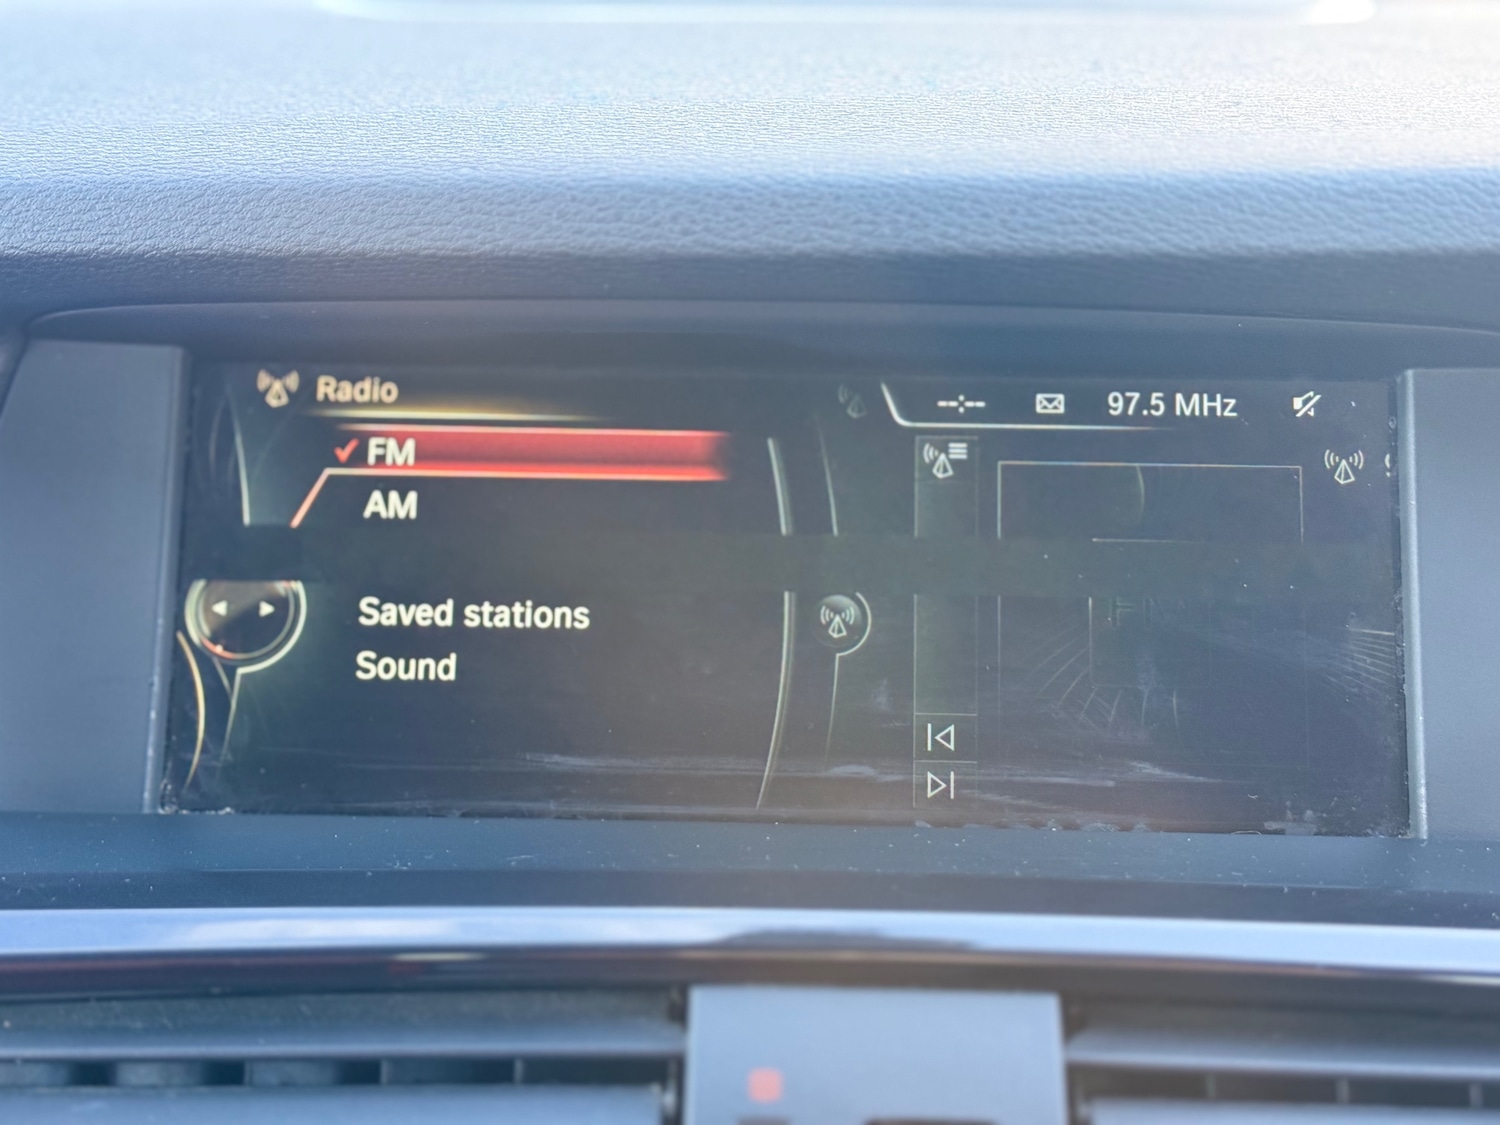 Radio
--:-- 97.5 MHz
FM
AM
Saved stations
Sound